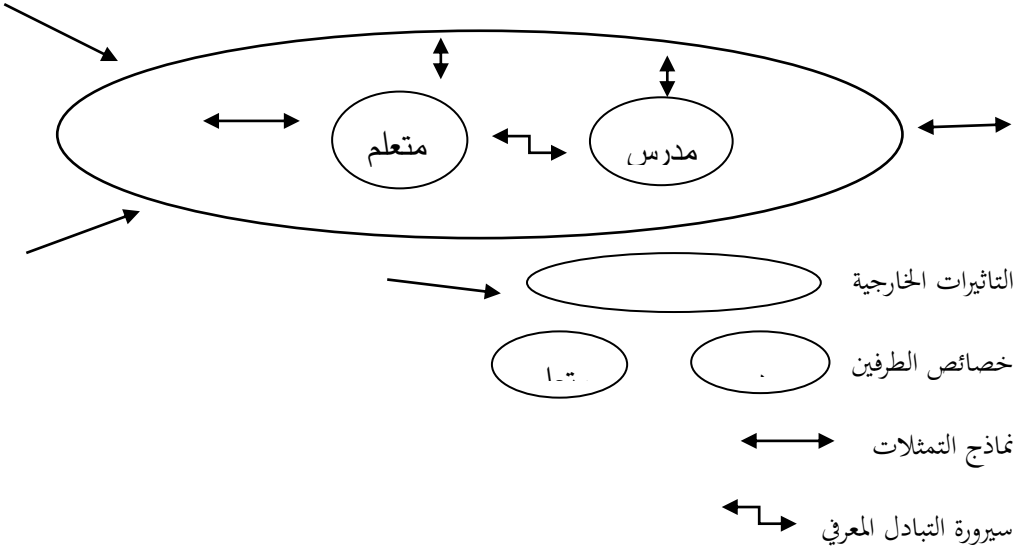 مدرس
متعلم
التاثيرات الخارجية
خصائص الطرفين
نماذج التمثلات
سيرورة التبادل المعرفي